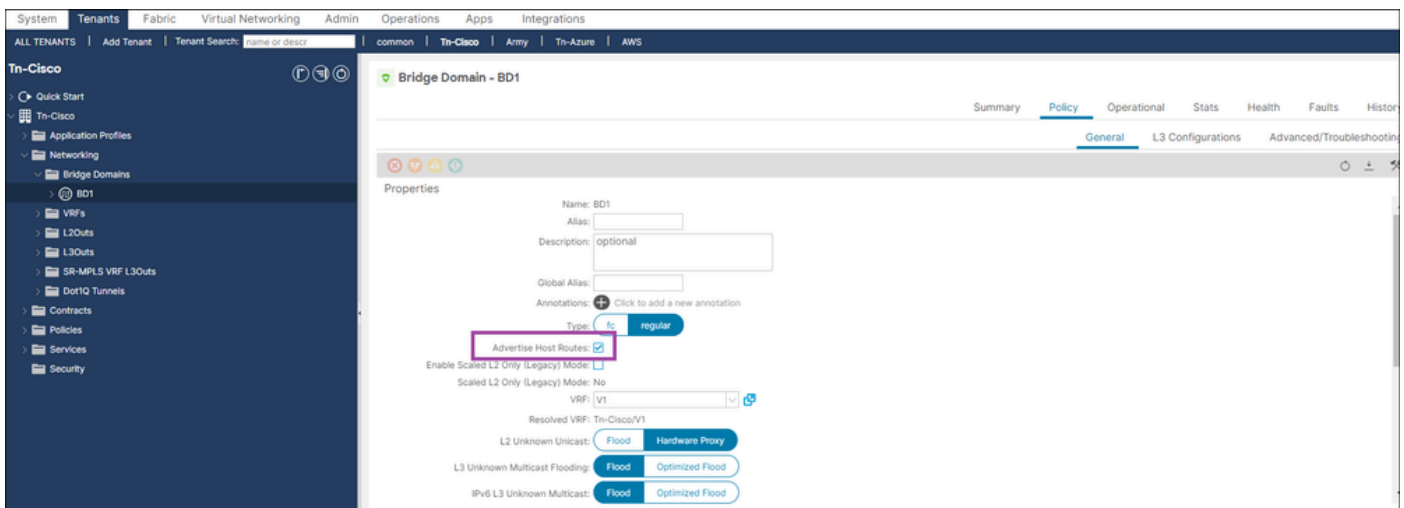 System Tenants Fabric Virtual Networking Admin Operations Apps Integrations
ALL TENANTS | Add Tenant | Tenant Search: name or descr | common | Tn-Cisco | Army | Tn-Azure | AWS
Tn-Cisco
Quick Start
Tn-Cisco
Application Profiles
Networking
Bridge Domains
BD1
VRFs
L2Outs
L3Outs
SR-MPLS VRF L3Outs
Dot1Q Tunnels
Contracts
Policies
Services
Security
Bridge Domain - BD1
Summary Policy Operational Stats Health Faults History
General L3 Configurations Advanced/Troubleshooting
Properties
Name: BD1
Alias:
Description: optional
Global Alias:
Annotations: Click to add a new annotation
Type: fc regular
Advertise Host Routes:
Enable Scaled L2 Only (Legacy) Mode:
Scaled L2 Only (Legacy) Mode: No
VRF: V1
Resolved VRF: Tn-Cisco/V1
L2 Unknown Unicast: Flood Hardware Proxy
L3 Unknown Multicast Flooding: Flood Optimized Flood
IPv6 L3 Unknown Multicast: Flood Optimized Flood